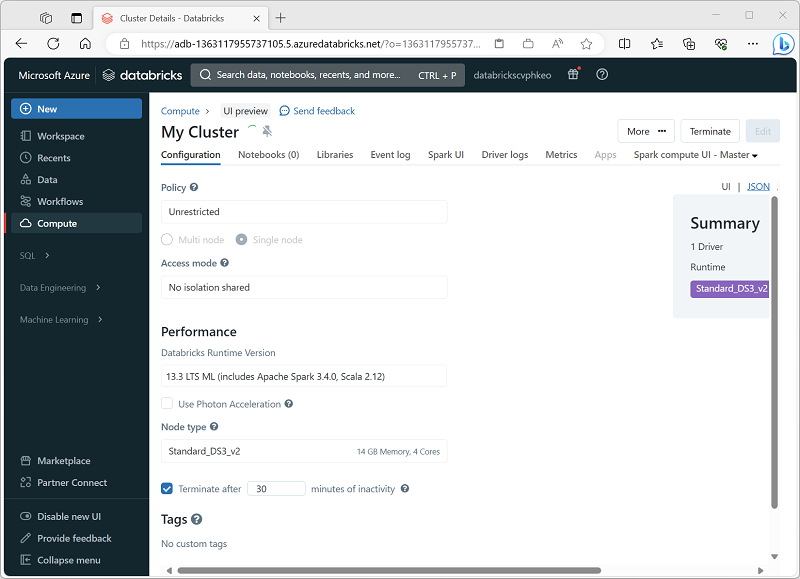 Cluster Details - Databricks
https://adb-1363117955737105.5.azuredatabricks.net/?o=1363117955737...
Microsoft Azure databricks Search data, notebooks, recents, and more... CTRL + P databrickscvphkeo
New
Workspace
Recents
Data
Workflows
Compute
SQL
Data Engineering
Machine Learning
Marketplace
Partner Connect
Disable new UI
Provide feedback
Collapse menu
Compute UI preview Send feedback
My Cluster
More ... Terminate Edit
Configuration Notebooks (0) Libraries Event log Spark UI Driver logs Metrics Apps Spark compute UI - Master
UI | JSON
Policy
Unrestricted
Multi node Single node
Access mode
No isolation shared
Performance
Databricks Runtime Version
13.3 LTS ML (includes Apache Spark 3.4.0, Scala 2.12)
Use Photon Acceleration
Node type
Standard_DS3_v2 14 GB Memory, 4 Cores
Terminate after 30 minutes of inactivity
Tags
No custom tags
Summary
1 Driver
Runtime
Standard_DS3_v2